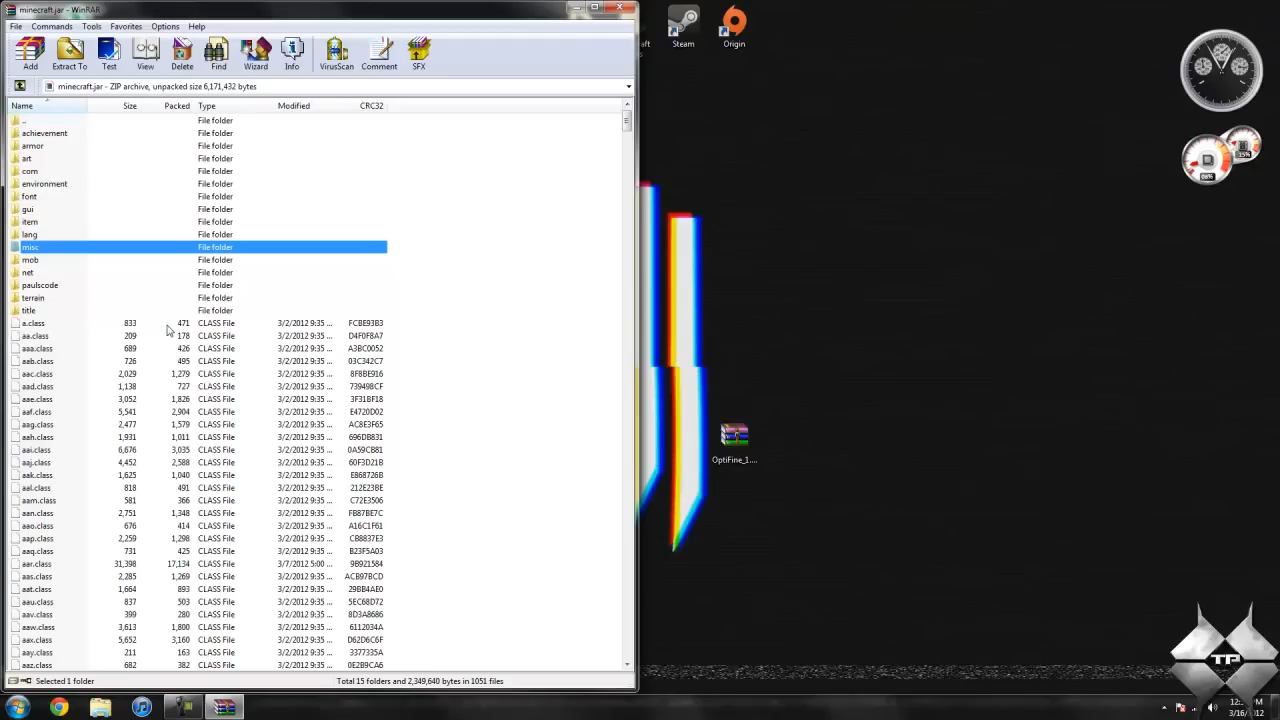 minecraft.jar - WinRAR
File Commands Tools Favorites Options Help
Add Extract To Test View Delete Find Wizard Info VirusScan Comment SFX
minecraft.jar - ZIP archive, unpacked size 6,171,432 bytes
Name Size Packed Type Modified CRC32
.. File folder
achievement File folder
armor File folder
art File folder
com File folder
environment File folder
font File folder
gui File folder
item File folder
lang File folder
misc File folder
mob File folder
net File folder
paulscode File folder
terrain File folder
title File folder
a.class 833 471 CLASS File 3/2/2012 9:35 ... FCBE93B3
aa.class 209 178 CLASS File 3/2/2012 9:35 ... D4F0F8A7
aaa.class 689 426 CLASS File 3/2/2012 9:35 ... A3BC0052
aab.class 726 495 CLASS File 3/2/2012 9:35 ... 03C342C7
aac.class 2,029 1,279 CLASS File 3/2/2012 9:35 ... 8F8BE916
aad.class 1,138 727 CLASS File 3/2/2012 9:35 ... 739498CF
aae.class 3,052 1,826 CLASS File 3/2/2012 9:35 ... 3F31BF18
aaf.class 5,541 2,904 CLASS File 3/2/2012 9:35 ... E4720D02
aag.class 2,477 1,579 CLASS File 3/2/2012 9:35 ... AC8E3F65
aah.class 1,931 1,011 CLASS File 3/2/2012 9:35 ... 696DB831
aai.class 6,676 3,035 CLASS File 3/2/2012 9:35 ... 0A59CB81
aaj.class 4,452 2,588 CLASS File 3/2/2012 9:35 ... 60F3D21B
aak.class 1,625 1,040 CLASS File 3/2/2012 9:35 ... E868726B
aal.class 818 491 CLASS File 3/2/2012 9:35 ... 212E23BF
aam.class 581 366 CLASS File 3/2/2012 9:35 ... C72E3506
aan.class 2,751 1,348 CLASS File 3/2/2012 9:35 ... FB87BE7C
aao.class 676 414 CLASS File 3/2/2012 9:35 ... A16C1F61
aap.class 2,259 1,298 CLASS File 3/2/2012 9:35 ... CB8837E3
aaq.class 731 425 CLASS File 3/2/2012 9:35 ... B23F5A03
aar.class 31,398 17,134 CLASS File 3/7/2012 5:00 ... 9B921584
aas.class 2,285 1,269 CLASS File 3/2/2012 9:35 ... ACB97BCD
aat.class 1,664 893 CLASS File 3/2/2012 9:35 ... 29BB4AE0
aau.class 837 503 CLASS File 3/2/2012 9:35 ... 5EC68D72
aav.class 399 280 CLASS File 3/2/2012 9:35 ... 8D3A8686
aaw.class 3,613 1,800 CLASS File 3/2/2012 9:35 ... 6112034A
aax.class 5,652 3,160 CLASS File 3/2/2012 9:35 ... D62D6C6F
aay.class 211 163 CLASS File 3/2/2012 9:35 ... 3377335A
aaz.class 682 382 CLASS File 3/2/2012 9:35 ... 0E2B9CA6
Selected 1 folder Total 15 folders and 2,349,640 bytes in 1051 files
Steam
Origin
OptiFine_1....
15%
TP